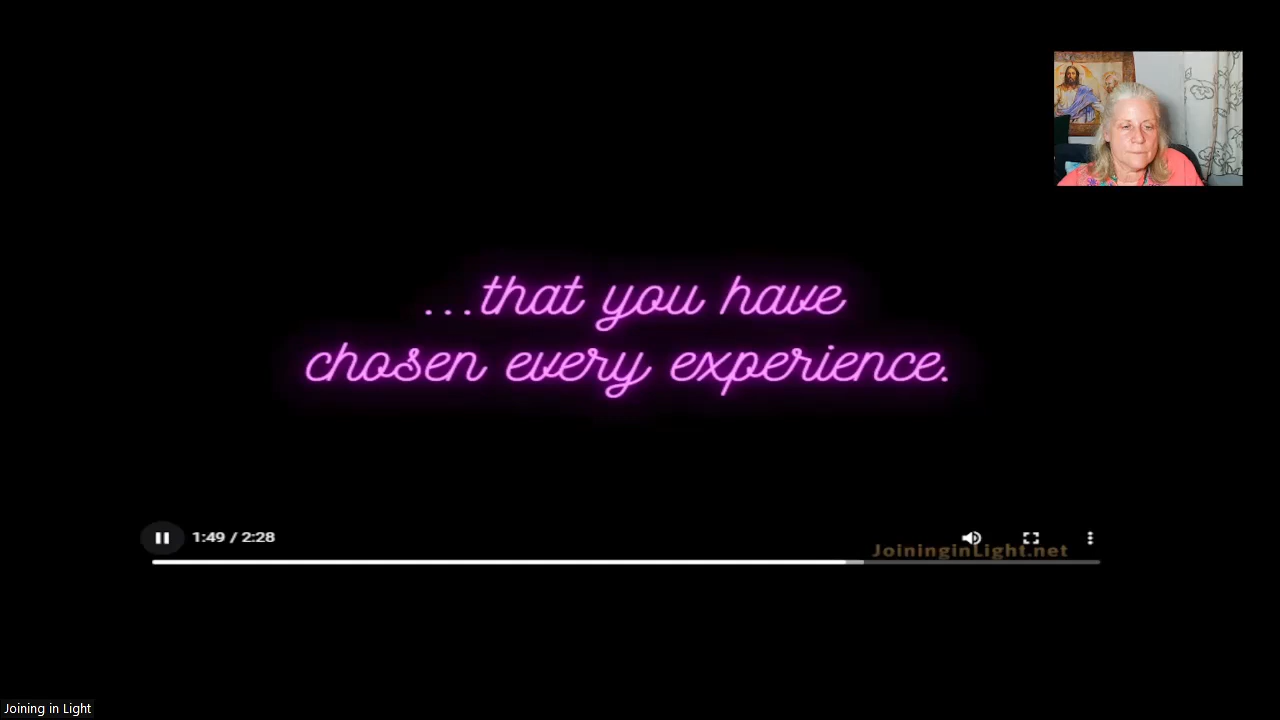 ...that you have
chosen every experience.
1:49 / 2:28
JoininginLight.net
Joining in Light